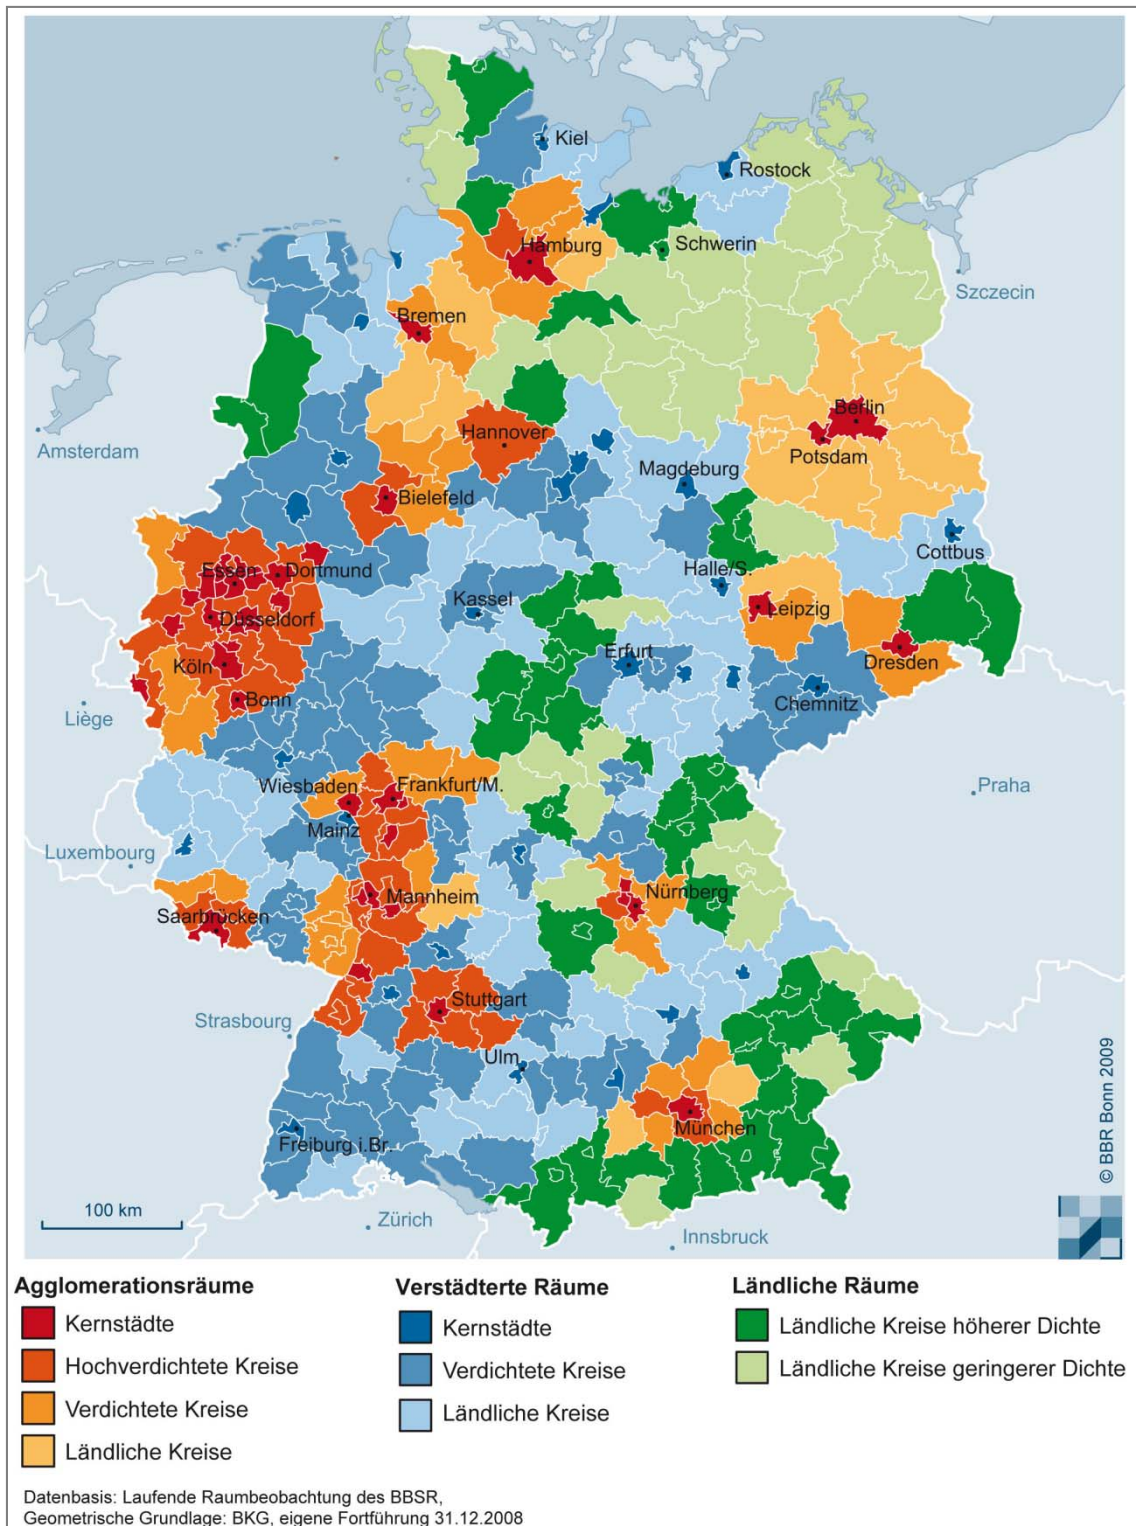 Kiel
Rostock
Hamburg
Schwerin
Szczecin
Bremen
Berlin
Hannover
Amsterdam
Potsdam
Magdeburg
Bielefeld
Cottbus
Essen
Dortmund
Halle/S.
Kassel
Leipzig
Düsseldorf
Erfurt
Köln
Dresden
Bonn
Chemnitz
Liège
Wiesbaden
Frankfurt/M.
Praha
Mainz
Luxembourg
Mannheim
Nürnberg
Saarbrücken
Stuttgart
Strasbourg
Ulm
München
Freiburg i.Br.
© BBR Bonn 2009
100 km
Zürich
Innsbruck
Agglomerationsräume
Kernstädte
Hochverdichtete Kreise
Verdichtete Kreise
Ländliche Kreise
Verstädterte Räume
Kernstädte
Verdichtete Kreise
Ländliche Kreise
Ländliche Räume
Ländliche Kreise höherer Dichte
Ländliche Kreise geringerer Dichte
Datenbasis: Laufende Raumbeobachtung des BBSR,
Geometrische Grundlage: BKG, eigene Fortführung 31.12.2008